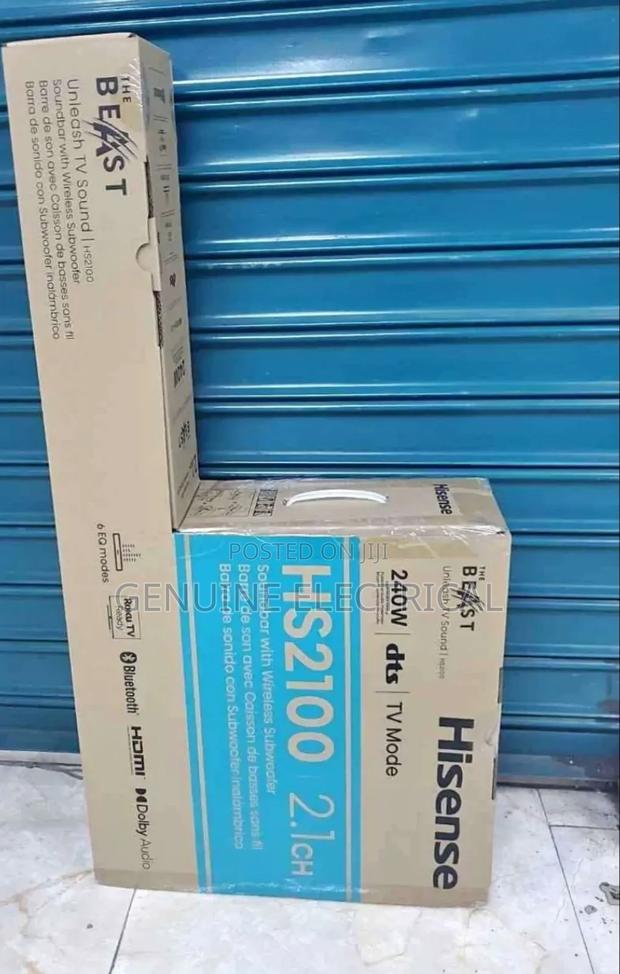 THE
BEAST
Unleash TV Sound | HS2100
Soundbar with Wireless Subwoofer
Barre de son avec Caisson de basses sans fil
Barra de sonido con Subwoofer inalámbrico
6 EQ modes
Roku TV
Ready
Bluetooth
HDMI
Dolby Audio
Hisense
THE
BEAST
Unleash TV Sound | HS2100
240W | dts | TV Mode
Hisense
HS2100 | 2.1CH
Soundbar with Wireless Subwoofer
Barre de son avec Caisson de basses sans fil
Barra de sonido con Subwoofer inalámbrico
POSTED ON JIJI
GENUINE ELECTRICAL